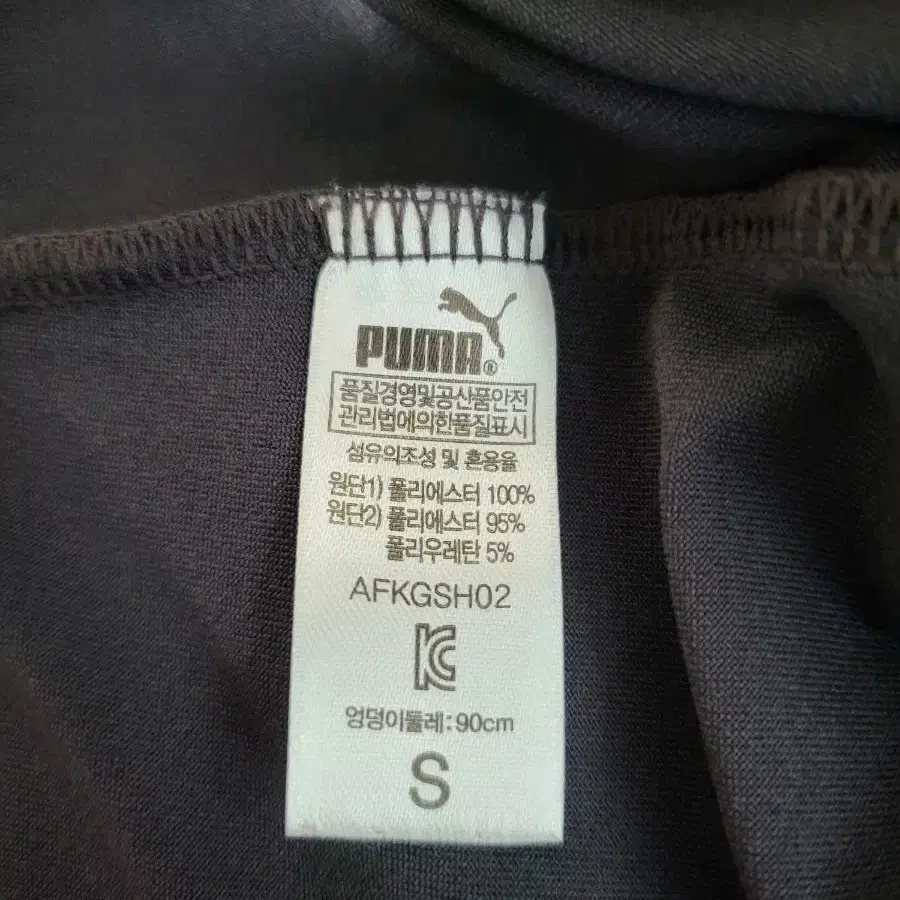 PUMA®
품질경영및공산품안전
관리법에의한품질표시
섬유의조성 및 혼용율
원단1) 폴리에스터 100%
원단2) 폴리에스터 95%
폴리우레탄 5%
AFKGSH02
KC
엉덩이둘레:90cm
S